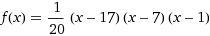 f(x) = 1/20 (x − 17) (x − 7) (x − 1)